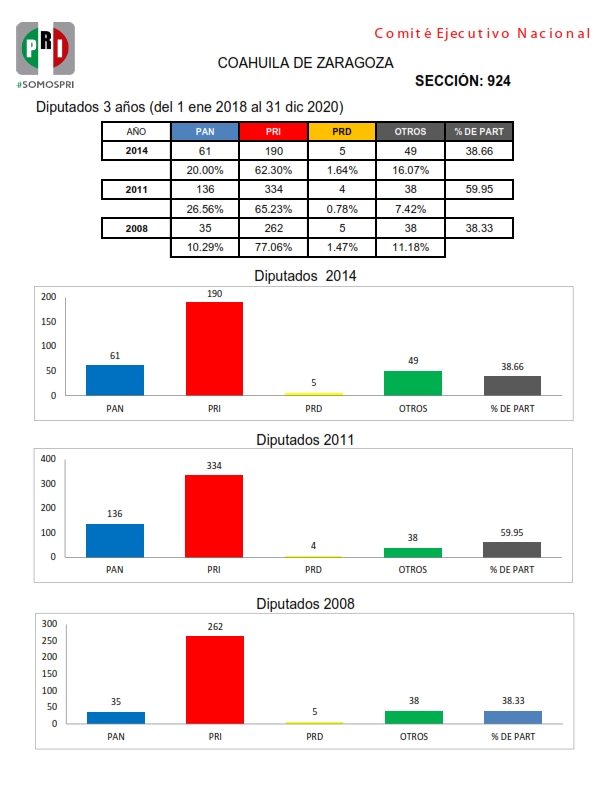 Comité Ejecutivo Nacional
PRI
#SOMOSPRI
COAHUILA DE ZARAGOZA
SECCIÓN: 924
Diputados 3 años (del 1 ene 2018 al 31 dic 2020)
AÑO PAN PRI PRD OTROS % DE PART
2014 61 190 5 49 38.66
20.00% 62.30% 1.64% 16.07%
2011 136 334 4 38 59.95
26.56% 65.23% 0.78% 7.42%
2008 35 262 5 38 38.33
10.29% 77.06% 1.47% 11.18%
Diputados  2014
200
150
100
50
0
61 190 5 49 38.66
PAN PRI PRD OTROS % DE PART
Diputados 2011
400
300
200
100
0
136 334 4 38 59.95
PAN PRI PRD OTROS % DE PART
Diputados 2008
300
250
200
150
100
50
0
35 262 5 38 38.33
PAN PRI PRD OTROS % DE PART